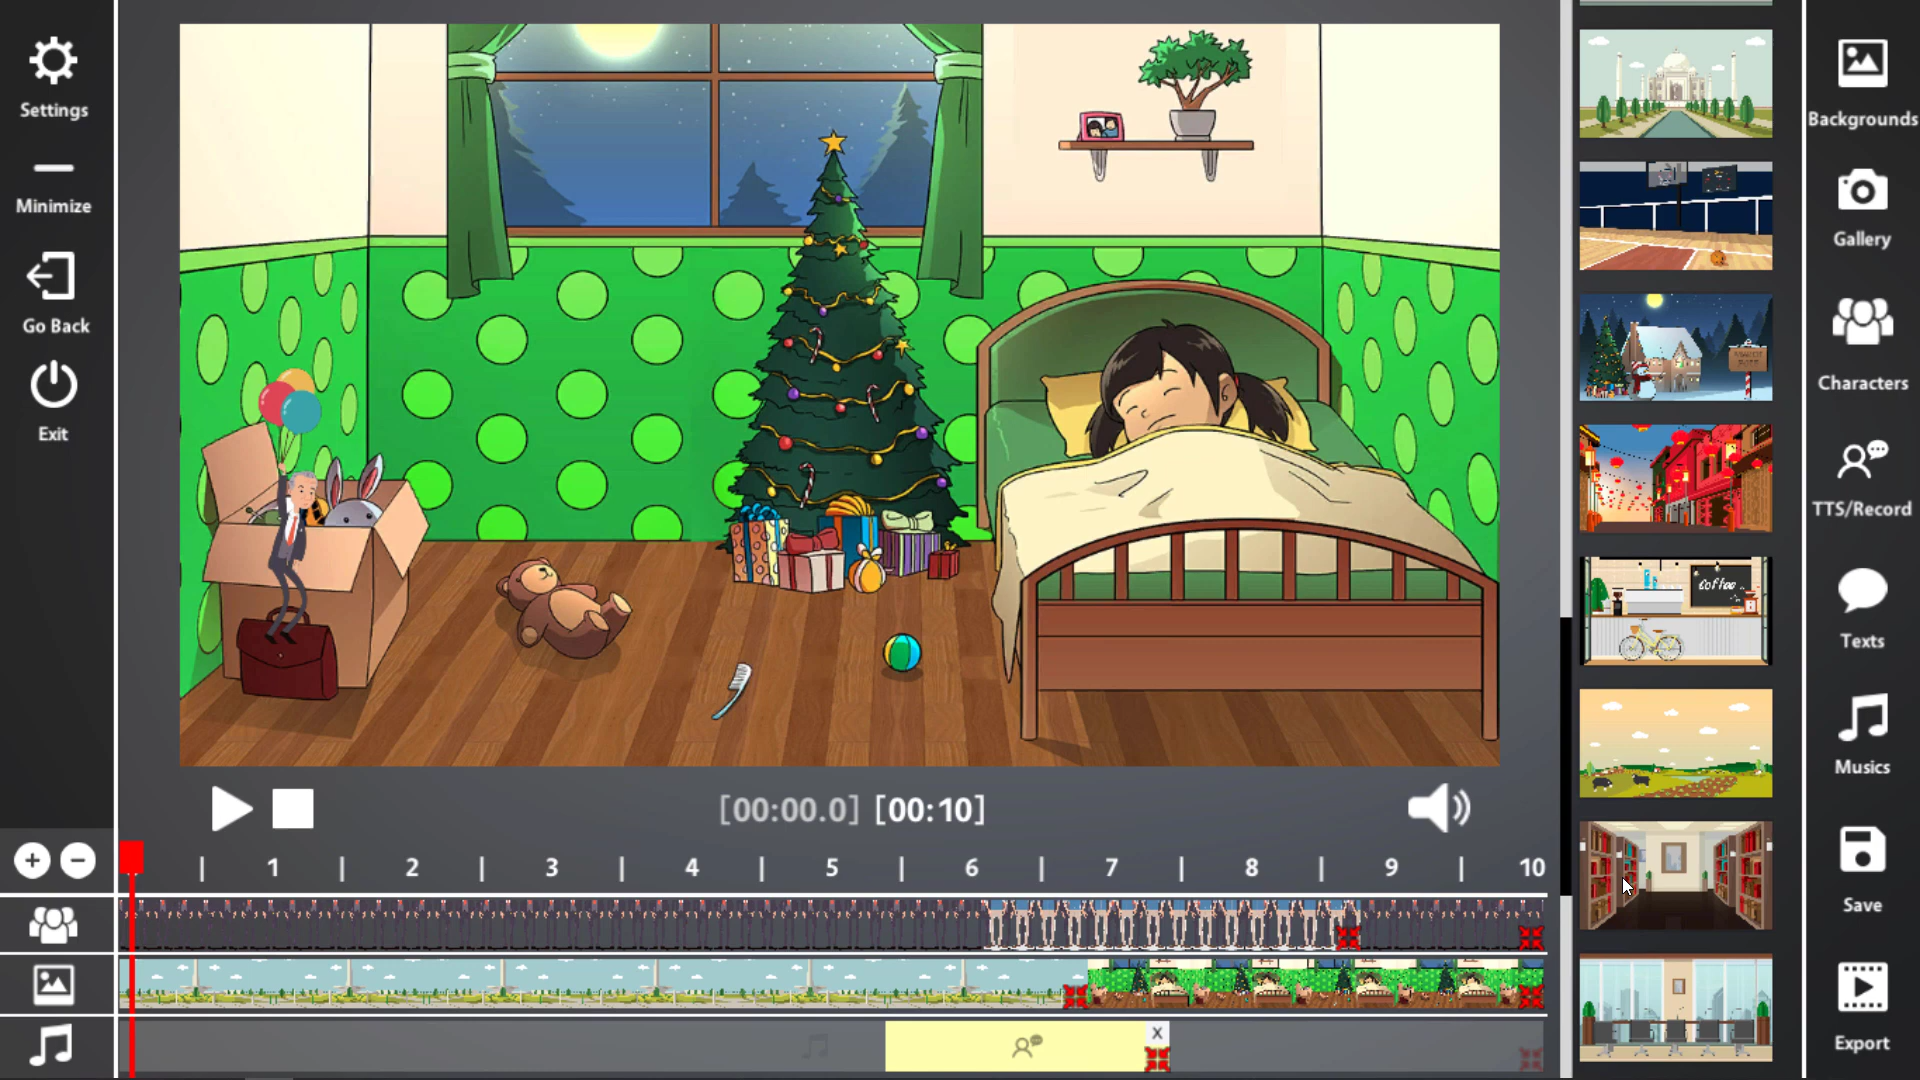 Settings
Minimize
Go Back
Exit
[00:00.0] [00:10]
1 2 3 4 5 6 7 8 9 10
X
Coffee
Backgrounds
Gallery
Characters
TTS/Record
Texts
Musics
Save
Export